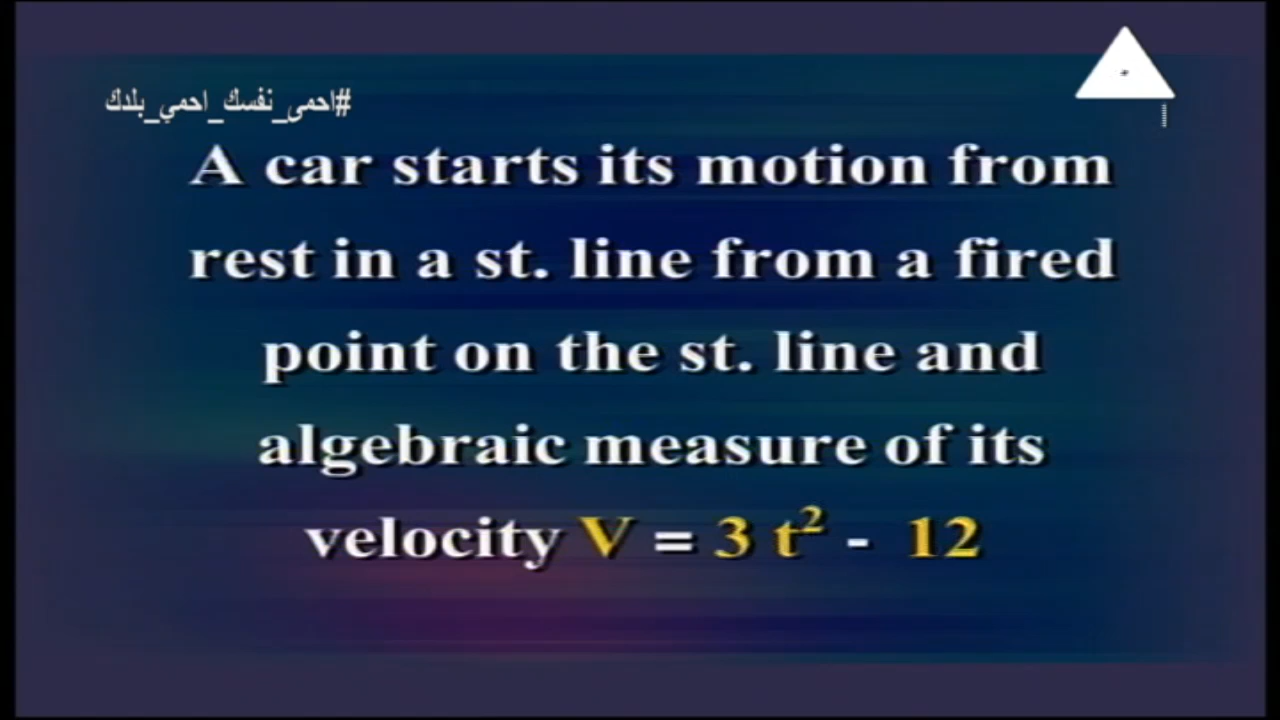 #احمى_نفسك_احمي_بلدك
A car starts its motion from
rest in a st. line from a fired
point on the st. line and
algebraic measure of its
velocity V = 3 t² - 12